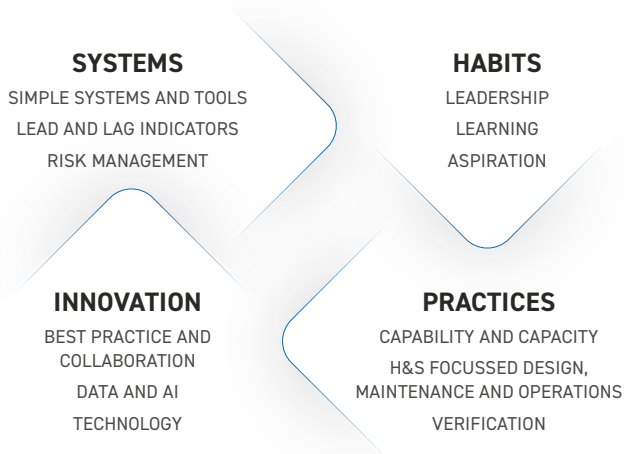 SYSTEMS
SIMPLE SYSTEMS AND TOOLS
LEAD AND LAG INDICATORS
RISK MANAGEMENT
HABITS
LEADERSHIP
LEARNING
ASPIRATION
INNOVATION
BEST PRACTICE AND
COLLABORATION
DATA AND AI
TECHNOLOGY
PRACTICES
CAPABILITY AND CAPACITY
H&S FOCUSSED DESIGN,
MAINTENANCE AND OPERATIONS
VERIFICATION